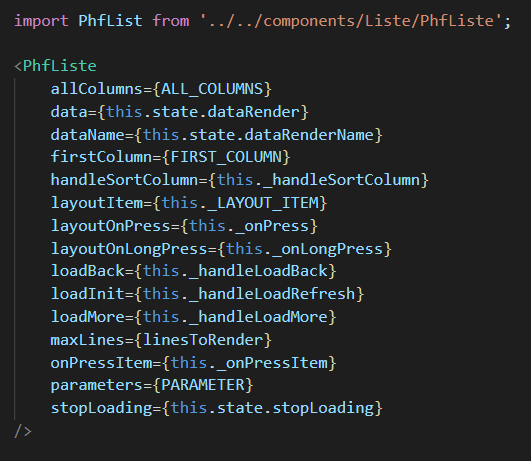 import PhfList from '../../components/Liste/PhfListe';
<PhfListe
allColumns={ALL_COLUMNS}
data={this.state.dataRender}
dataName={this.state.dataRenderName}
firstColumn={FIRST_COLUMN}
handleSortColumn={this._handleSortColumn}
layoutItem={this._LAYOUT_ITEM}
layoutOnPress={this._onPress}
layoutOnLongPress={this._onLongPress}
loadBack={this._handleLoadBack}
loadInit={this._handleLoadRefresh}
loadMore={this._handleLoadMore}
maxLines={linesToRender}
onPressItem={this._onPressItem}
parameters={PARAMETER}
stopLoading={this.state.stopLoading}
/>